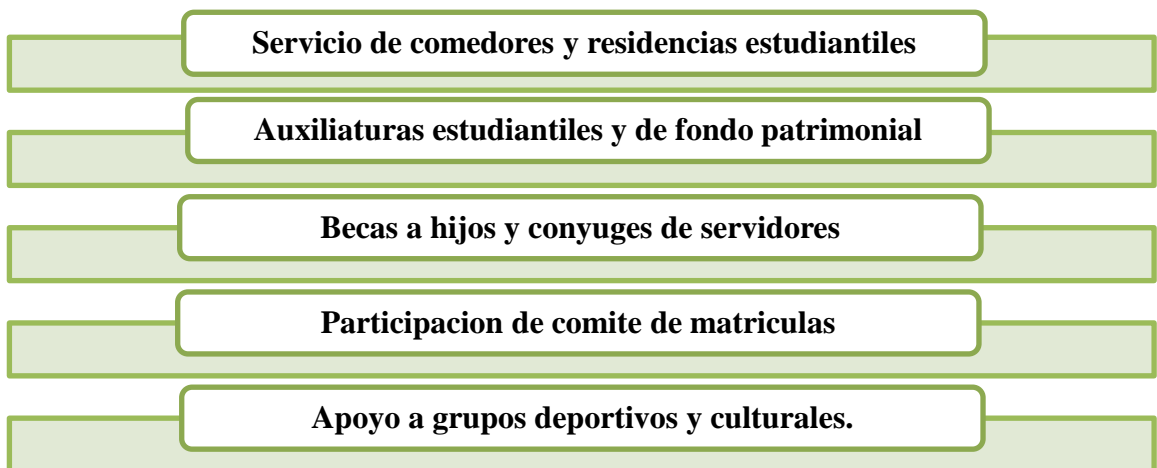 Servicio de comedores y residencias estudiantiles
Auxiliaturas estudiantiles y de fondo patrimonial
Becas a hijos y conyuges de servidores
Participacion de comite de matriculas
Apoyo a grupos deportivos y culturales.